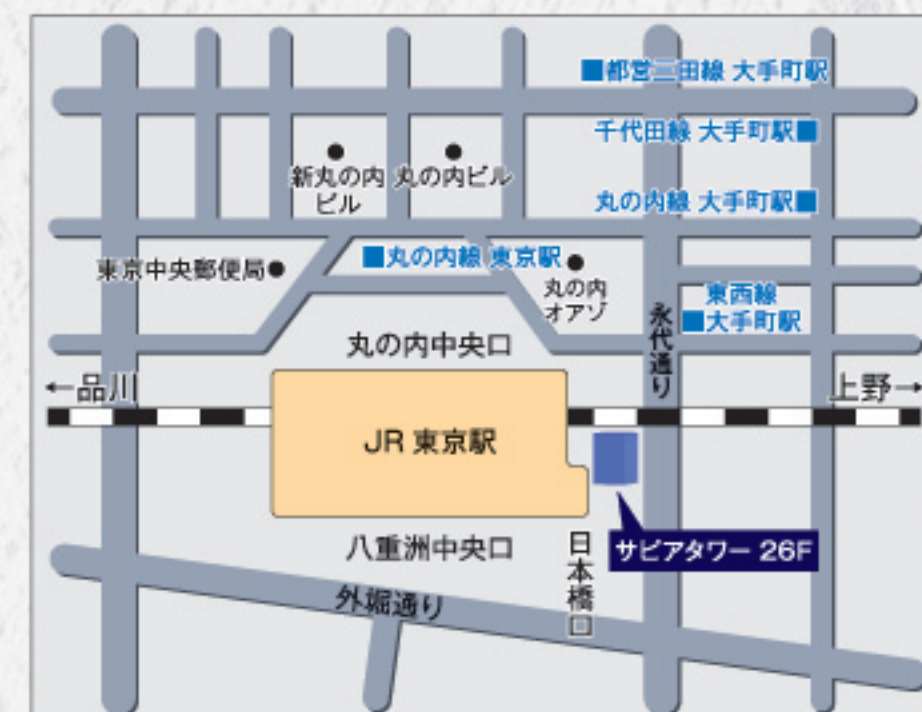 ■都営三田線 大手町駅
千代田線 大手町駅■
新丸の内
ビル
丸の内ビル
丸の内線 大手町駅■
東京中央郵便局●
■丸の内線 東京駅
丸の内
オアゾ
東西線
■大手町駅
永代通り
丸の内中央口
←品川
上野→
JR 東京駅
八重洲中央口
日本橋口
サピアタワー 26F
外堀通り